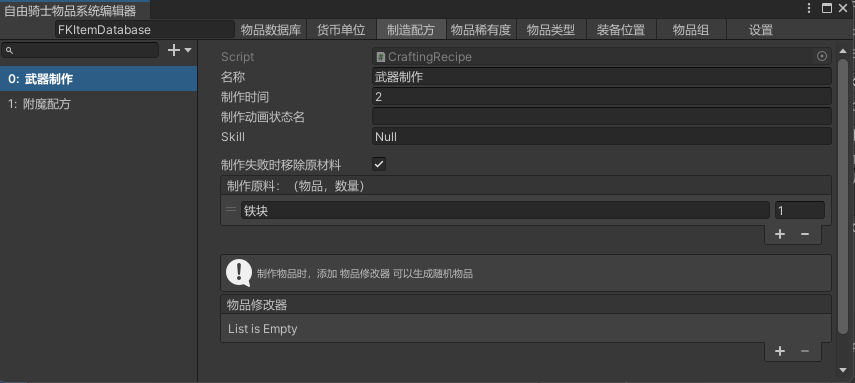 自由骑士物品系统编辑器
FKItemDatabase 物品数据库 货币单位 制造配方 物品稀有度 物品类型 装备位置 物品组 设置
0: 武器制作
1: 附魔配方
Script CraftingRecipe
名称 武器制作
制作时间 2
制作动画状态名
Skill Null
制作失败时移除原材料
制作原料：（物品，数量）
铁块 1
制作物品时，添加 物品修改器 可以生成随机物品
物品修改器
List is Empty